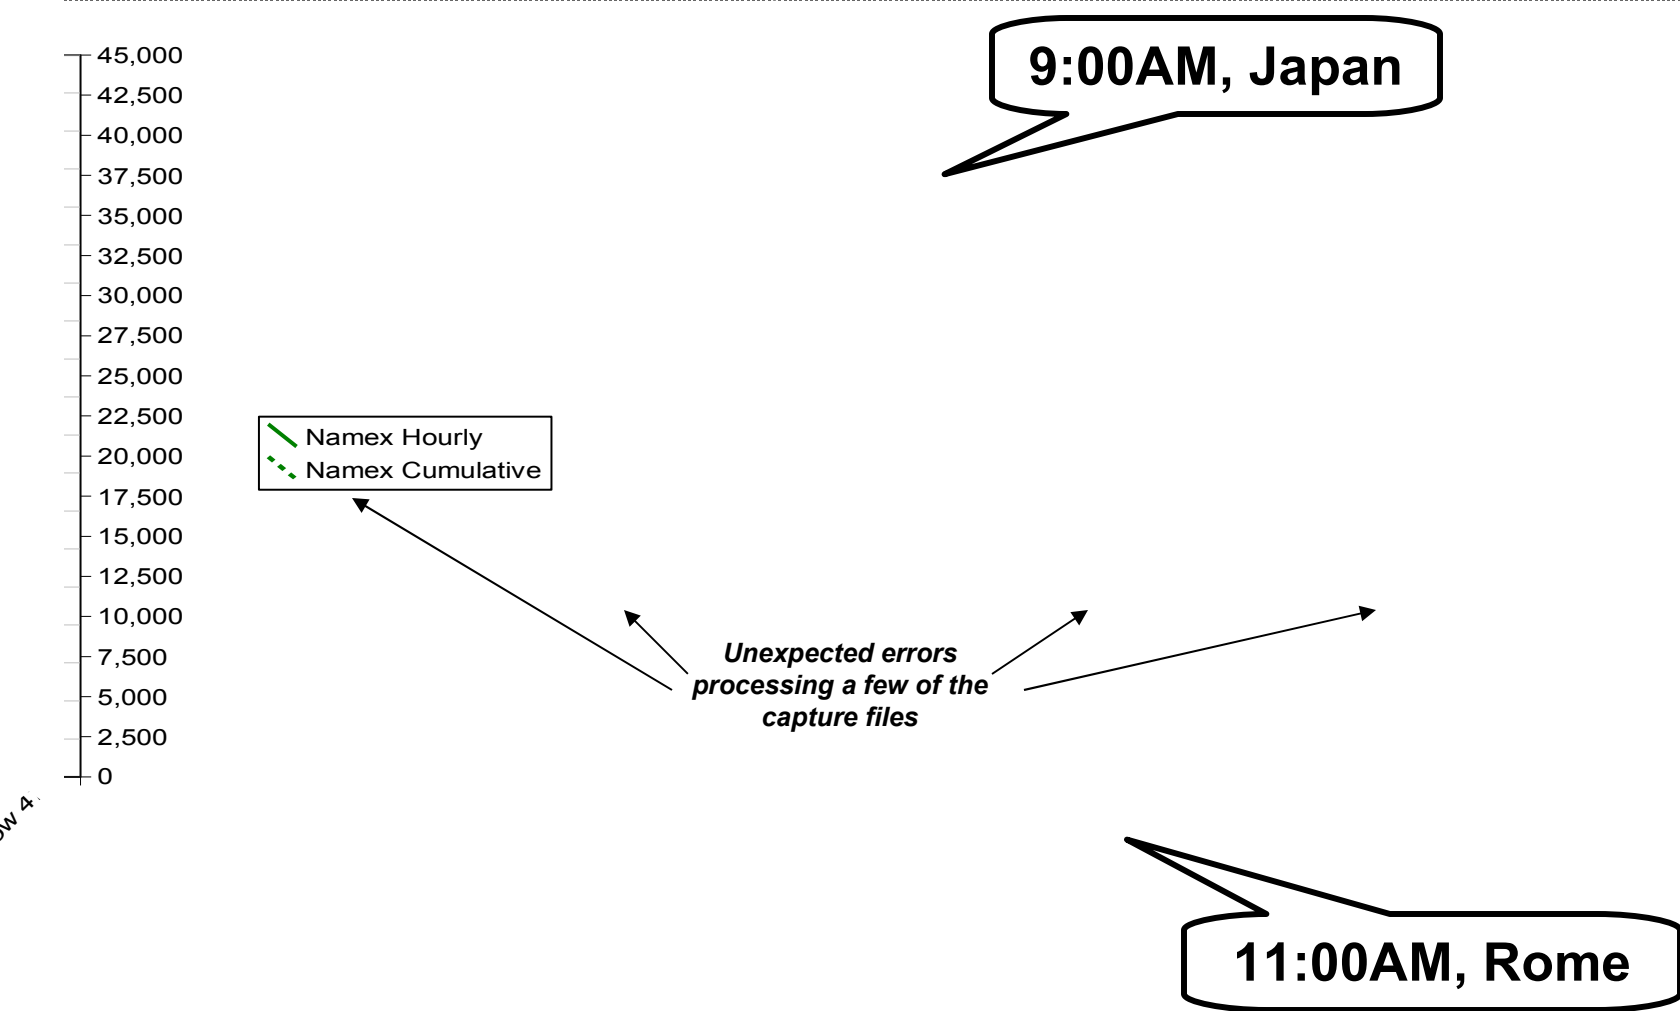 9:00AM, Japan
45,000
42,500
40,000
37,500
35,000
32,500
30,000
27,500
25,000
22,500
20,000
17,500
15,000
12,500
10,000
7,500
5,000
2,500
0
Namex Hourly
Namex Cumulative
Unexpected errors
processing a few of the
capture files
11:00AM, Rome